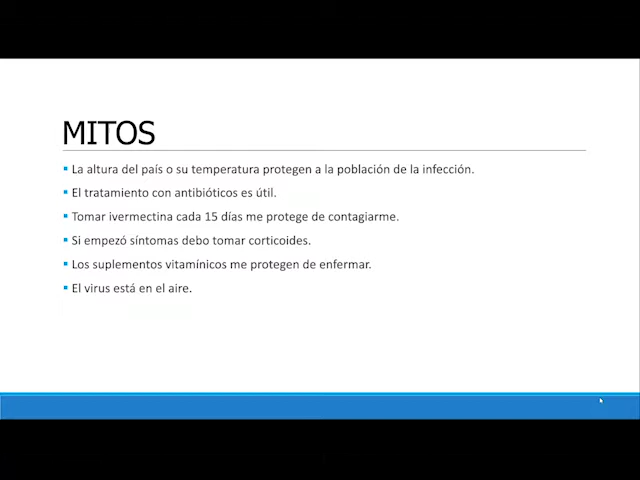 MITOS
La altura del país o su temperatura protegen a la población de la infección.
El tratamiento con antibióticos es útil.
Tomar ivermectina cada 15 días me protege de contagiarme.
Si empezó síntomas debo tomar corticoides.
Los suplementos vitamínicos me protegen de enfermar.
El virus está en el aire.